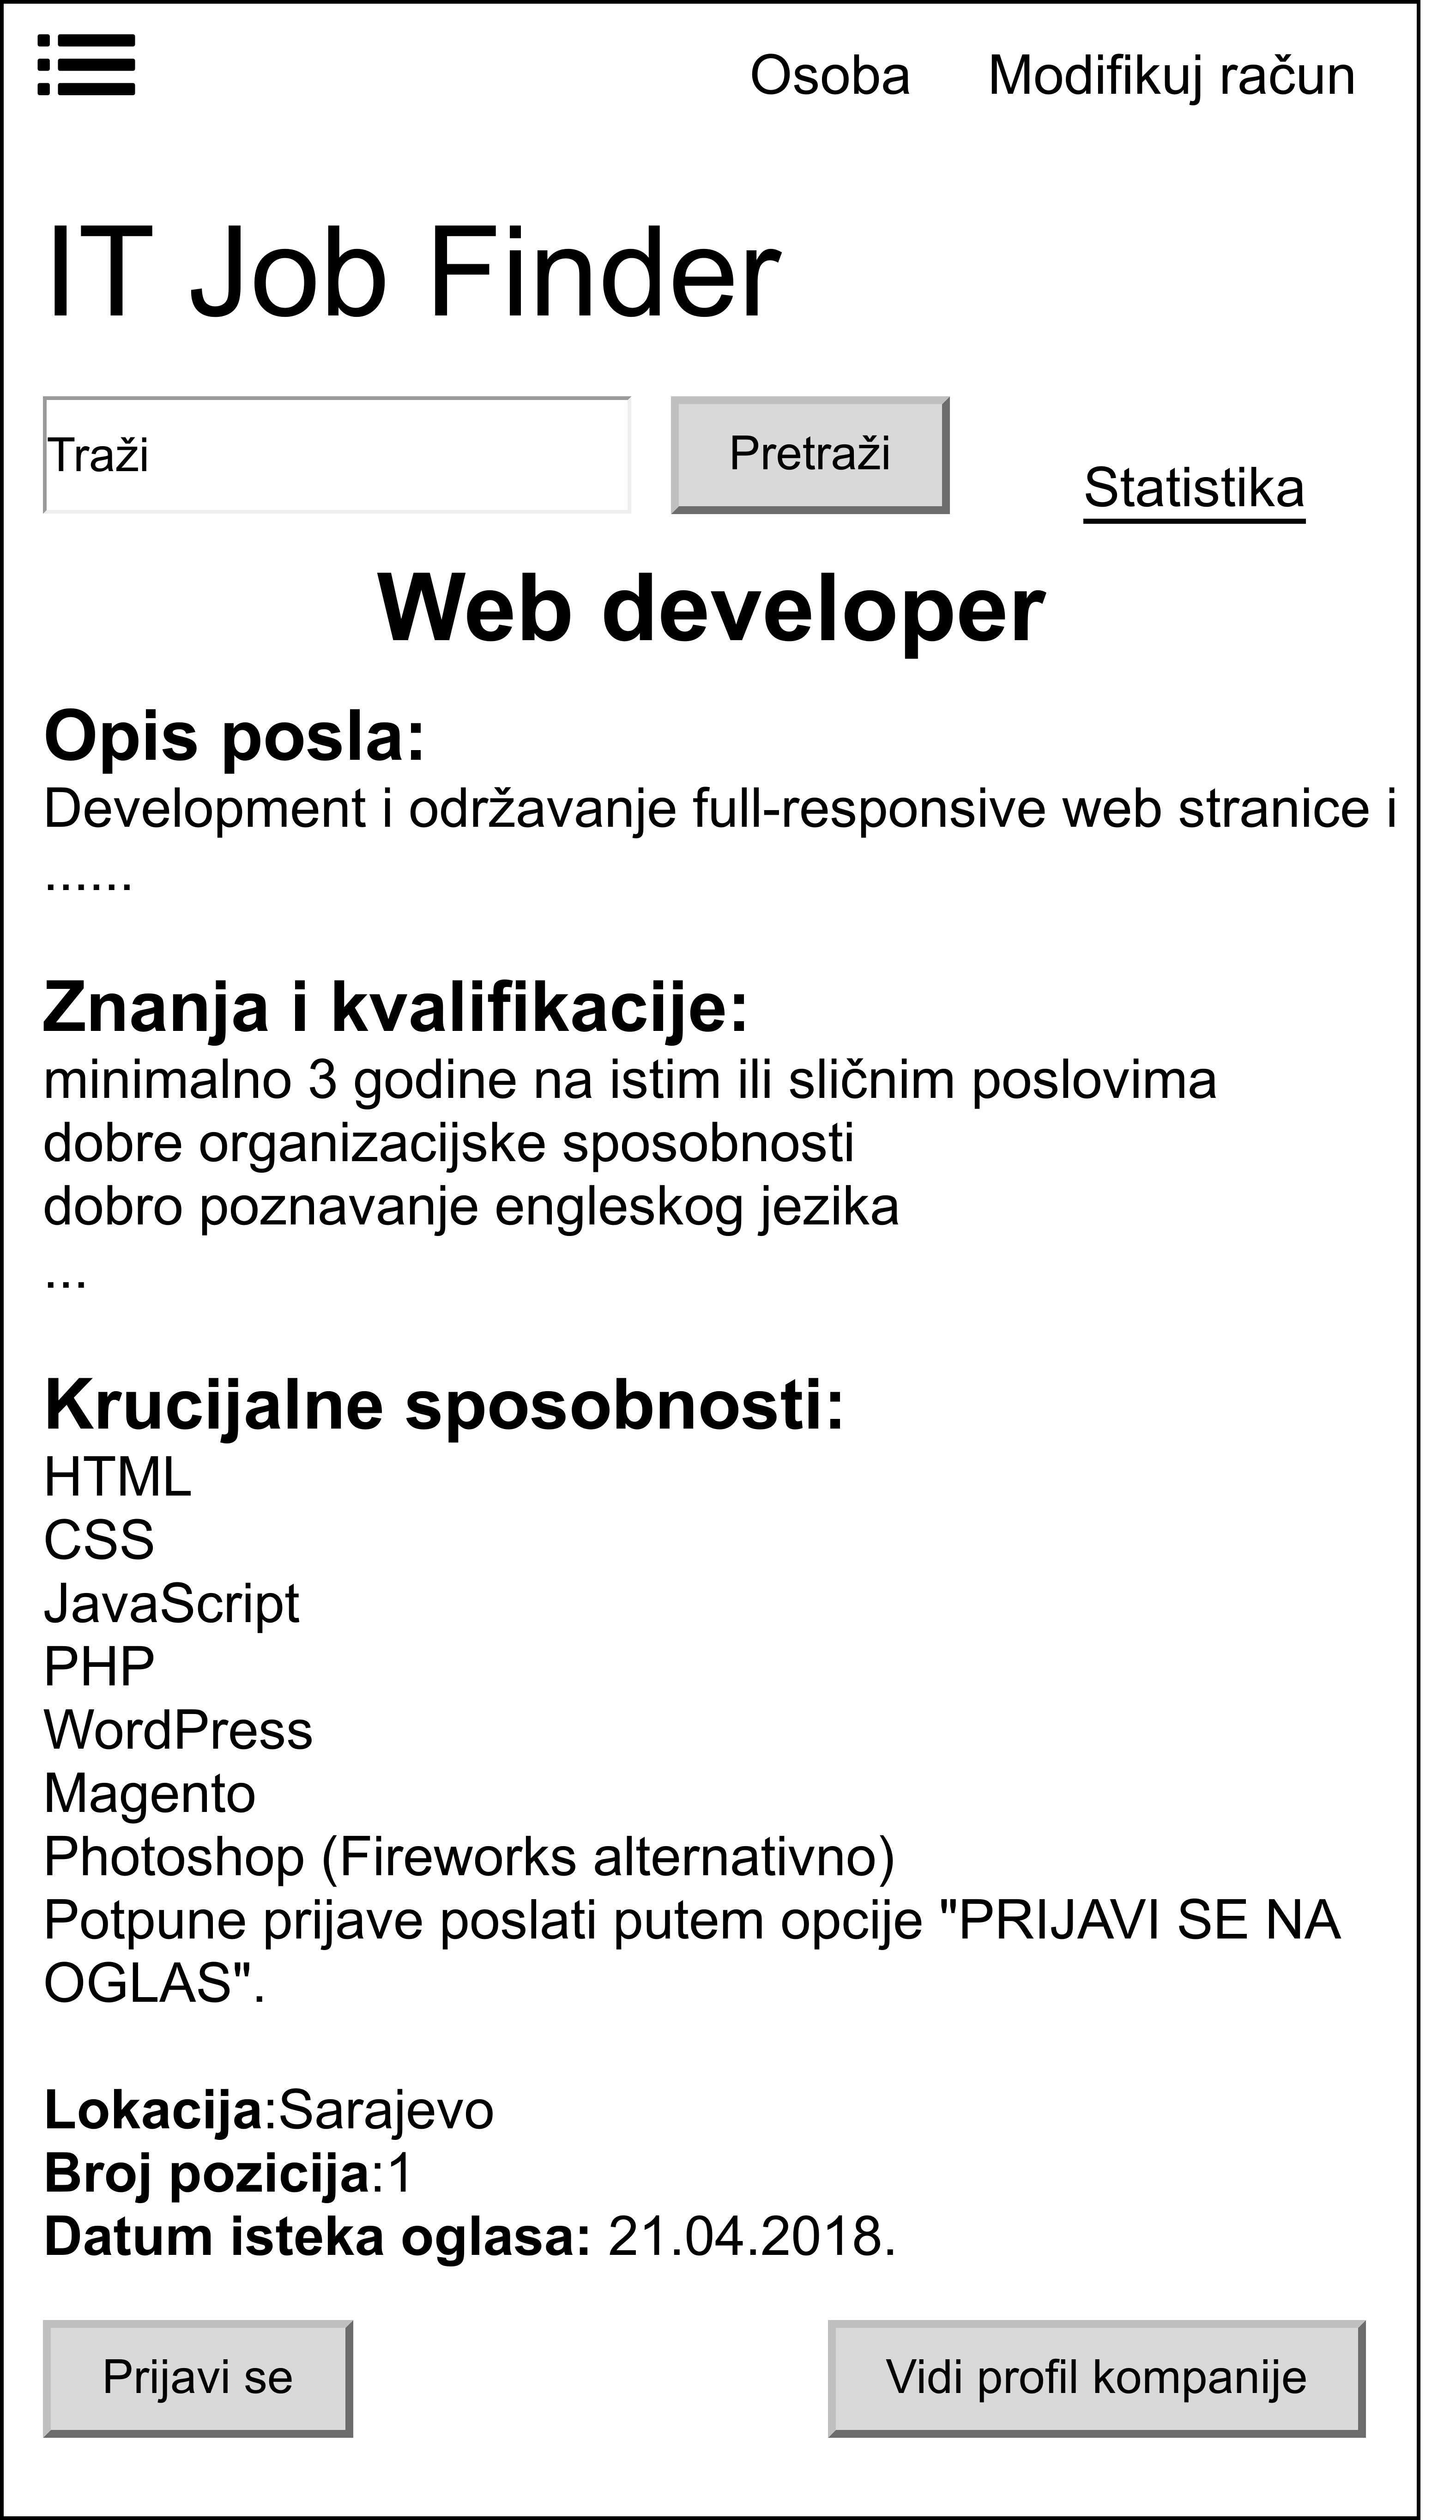 Osoba Modifikuj račun
IT Job Finder
Traži Pretraži
Statistika
Web developer
Opis posla:
Development i održavanje full-responsive web stranice i
......
Znanja i kvalifikacije:
minimalno 3 godine na istim ili sličnim poslovima
dobre organizacijske sposobnosti
dobro poznavanje engleskog jezika
...
Krucijalne sposobnosti:
HTML
CSS
JavaScript
PHP
WordPress
Magento
Photoshop (Fireworks alternativno)
Potpune prijave poslati putem opcije "PRIJAVI SE NA
OGLAS".
Lokacija:Sarajevo
Broj pozicija:1
Datum isteka oglasa: 21.04.2018.
Prijavi se Vidi profil kompanije